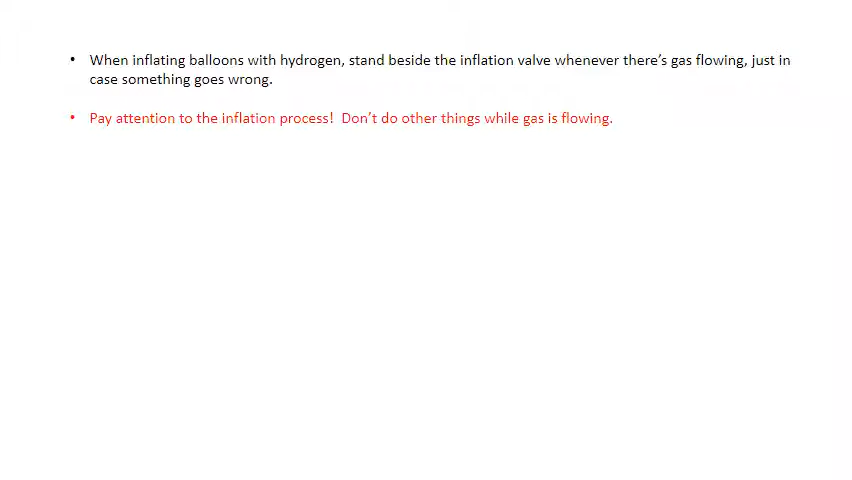 • When inflating balloons with hydrogen, stand beside the inflation valve whenever there’s gas flowing, just in
case something goes wrong.
• Pay attention to the inflation process!  Don’t do other things while gas is flowing.